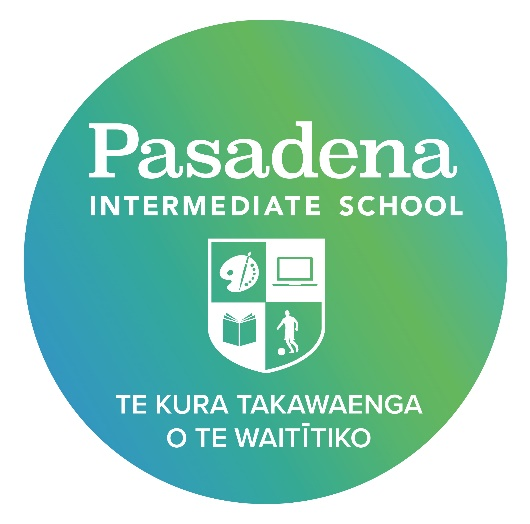 Pasadena
INTERMEDIATE SCHOOL
TE KURA TAKAWAENGA
O TE WAITĪTIKO